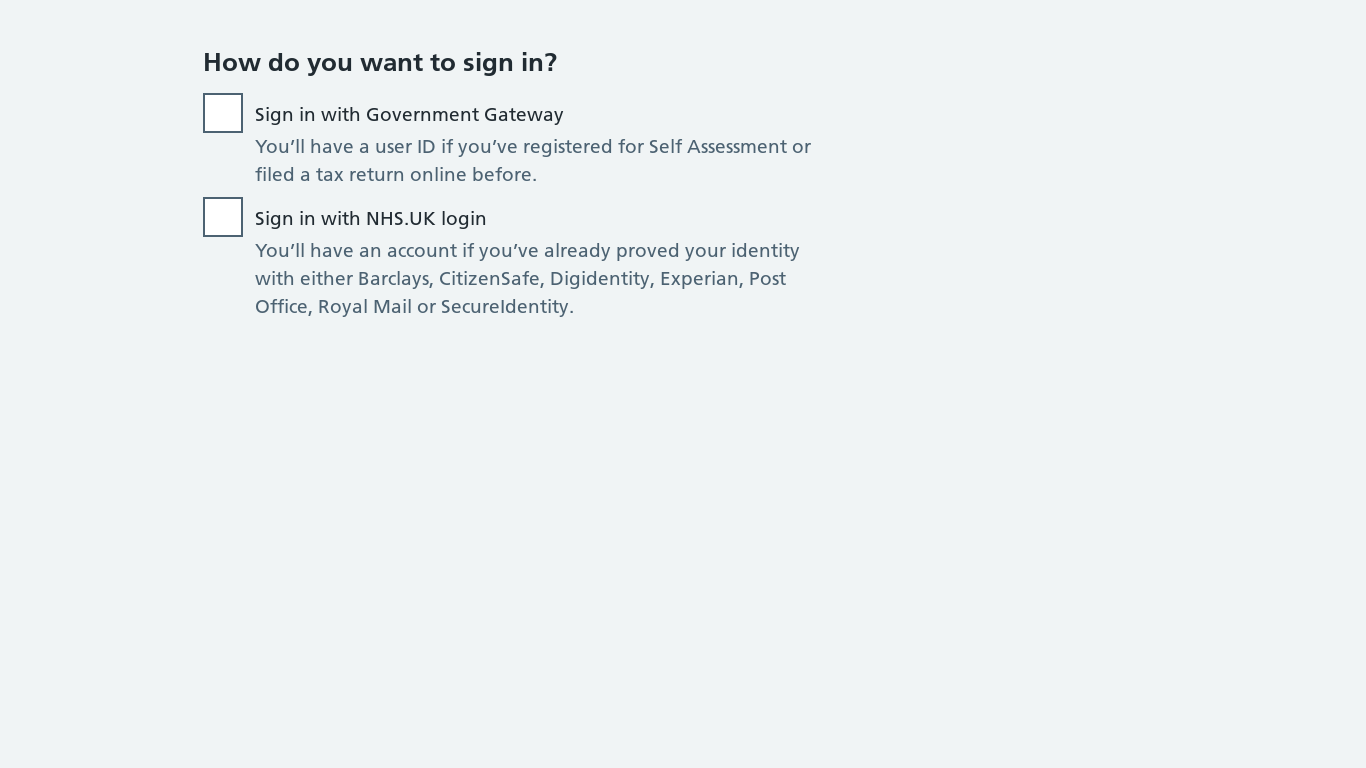 How do you want to sign in?
Sign in with Government Gateway
You’ll have a user ID if you’ve registered for Self Assessment or
filed a tax return online before.
Sign in with NHS.UK login
You’ll have an account if you’ve already proved your identity
with either Barclays, CitizenSafe, Digidentity, Experian, Post
Office, Royal Mail or SecureIdentity.